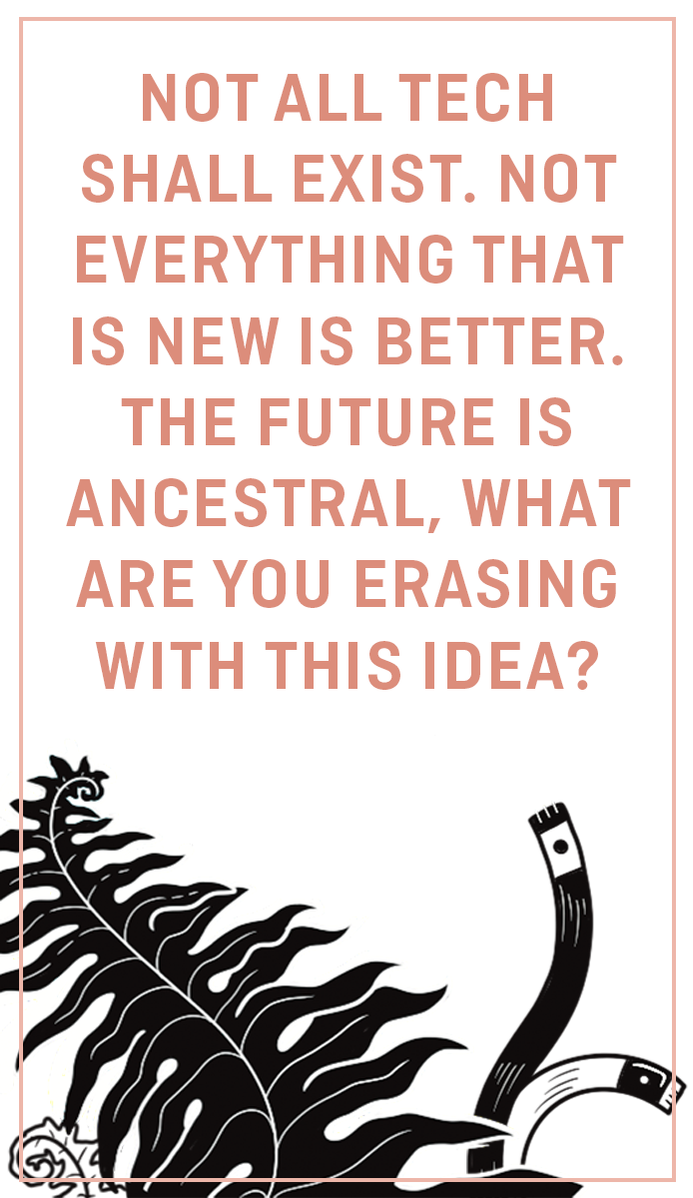 NOT ALL TECH
SHALL EXIST. NOT
EVERYTHING THAT
IS NEW IS BETTER.
THE FUTURE IS
ANCESTRAL, WHAT
ARE YOU ERASING
WITH THIS IDEA?